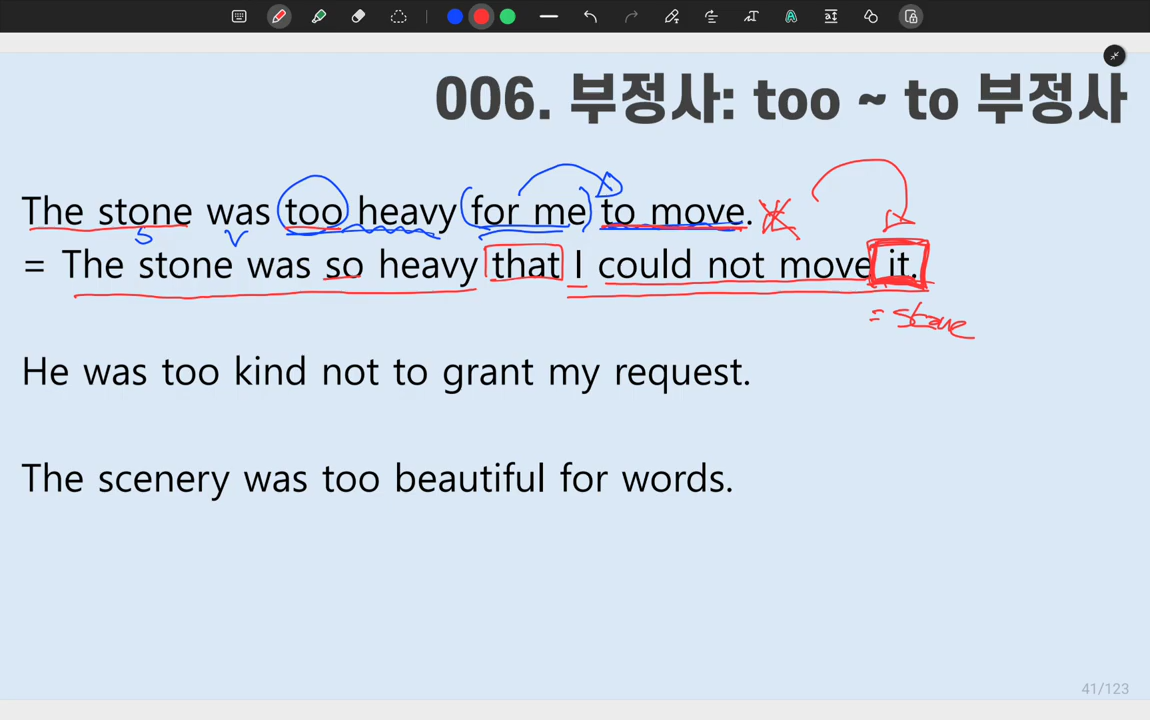 006. 부정사: too ~ to 부정사
The stone was too heavy for me to move.
S V
= The stone was so heavy that I could not move it.
= stone
He was too kind not to grant my request.
The scenery was too beautiful for words.
41/123